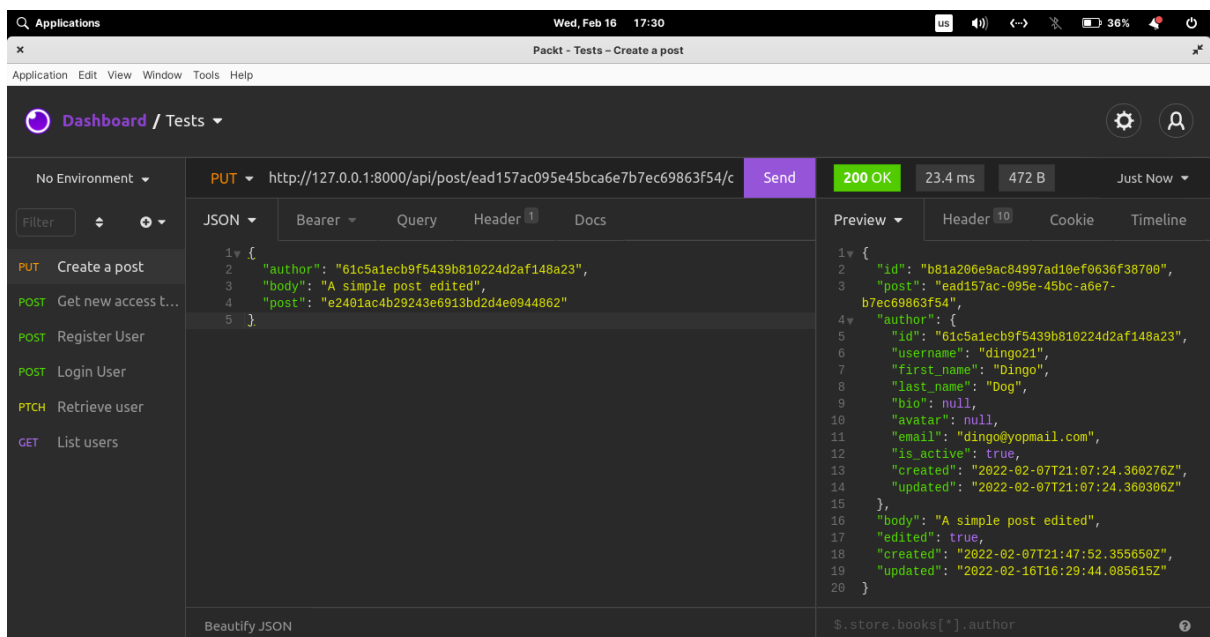 Applications
Wed, Feb 16 17:30
us
36%
Packt - Tests – Create a post
Application Edit View Window Tools Help
Dashboard / Tests
No Environment
PUT http://127.0.0.1:8000/api/post/ead157ac095e45bca6e7b7ec69863f54/c
Send
200 OK 23.4 ms 472 B Just Now
Filter
JSON Bearer Query Header 1 Docs
Preview Header 10 Cookie Timeline
PUT Create a post
POST Get new access t...
POST Register User
POST Login User
PTCH Retrieve user
GET List users
1 {
2 "author": "61c5a1ecb9f5439b810224d2af148a23",
3 "body": "A simple post edited",
4 "post": "e2401ac4b29243e6913bd2d4e0944862"
5 }
Beautify JSON
1 {
2 "id": "b81a206e9ac84997ad10ef0636f38700",
3 "post": "ead157ac-095e-45bc-a6e7-
b7ec69863f54",
4 "author": {
5 "id": "61c5a1ecb9f5439b810224d2af148a23",
6 "username": "dingo21",
7 "first_name": "Dingo",
8 "last_name": "Dog",
9 "bio": null,
10 "avatar": null,
11 "email": "dingo@yopmail.com",
12 "is_active": true,
13 "created": "2022-02-07T21:07:24.360276Z",
14 "updated": "2022-02-07T21:07:24.360306Z"
15 },
16 "body": "A simple post edited",
17 "edited": true,
18 "created": "2022-02-07T21:47:52.355650Z",
19 "updated": "2022-02-16T16:29:44.085615Z"
20 }
$.store.books[*].author